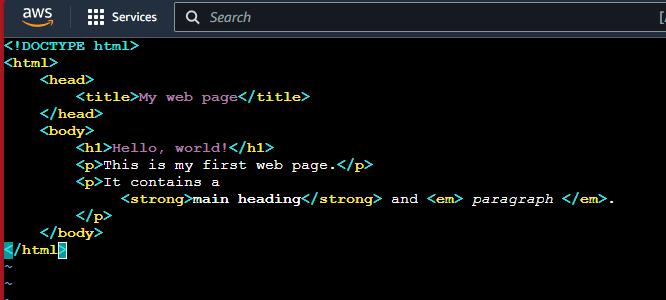 aws Services Search [
<!DOCTYPE html>
<html>
    <head>
        <title>My web page</title>
    </head>
    <body>
        <h1>Hello, world!</h1>
        <p>This is my first web page.</p>
        <p>It contains a
             <strong>main heading</strong> and <em> paragraph </em>.
        </p>
    </body>
</html>
~
~